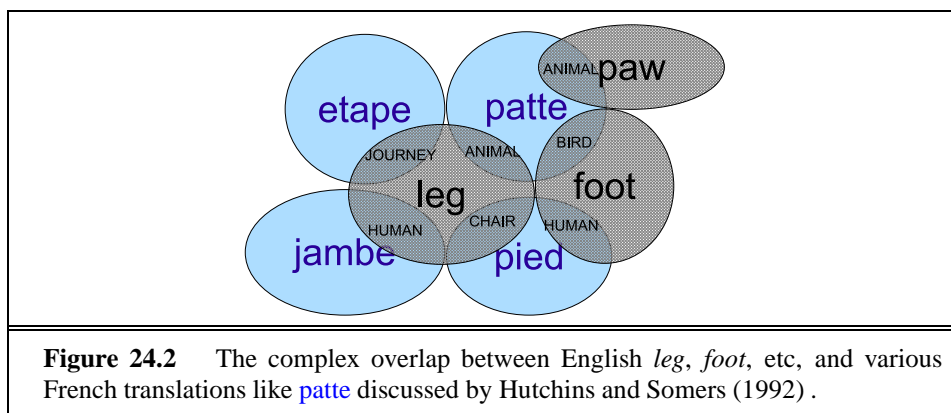 ANIMAL paw
etape patte
BIRD
JOURNEY ANIMAL
leg foot
HUMAN CHAIR HUMAN
jambe pied
Figure 24.2 The complex overlap between English leg, foot, etc, and various
French translations like patte discussed by Hutchins and Somers (1992) .